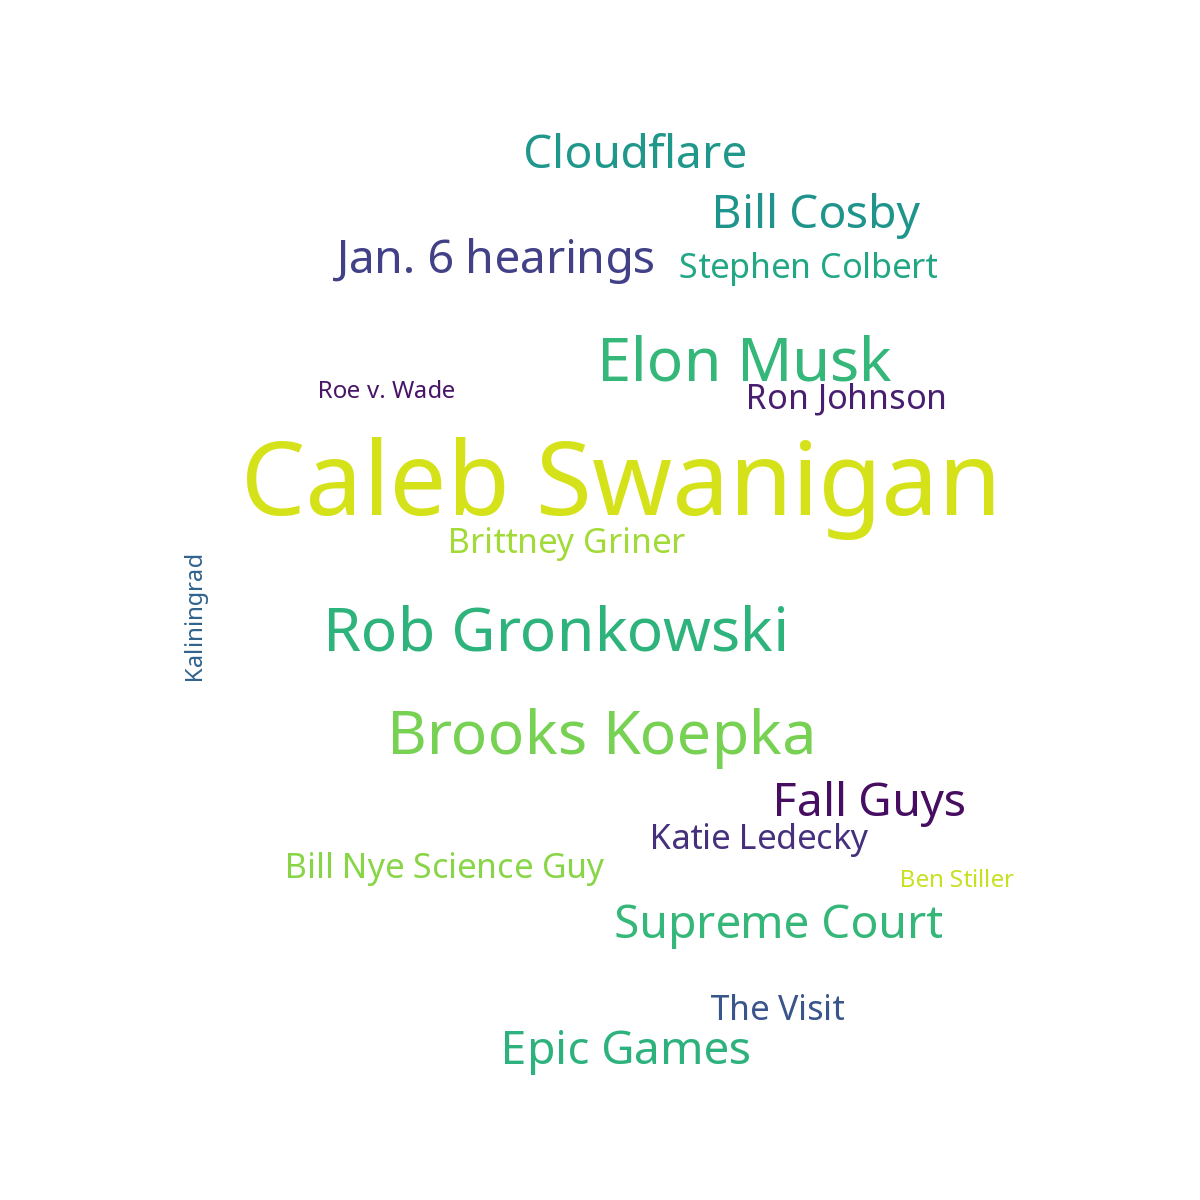 Cloudflare
Bill Cosby
Jan. 6 hearings
Stephen Colbert
Elon Musk
Roe v. Wade
Ron Johnson
Caleb Swanigan
Brittney Griner
Kaliningrad
Rob Gronkowski
Brooks Koepka
Fall Guys
Katie Ledecky
Bill Nye Science Guy
Ben Stiller
Supreme Court
The Visit
Epic Games